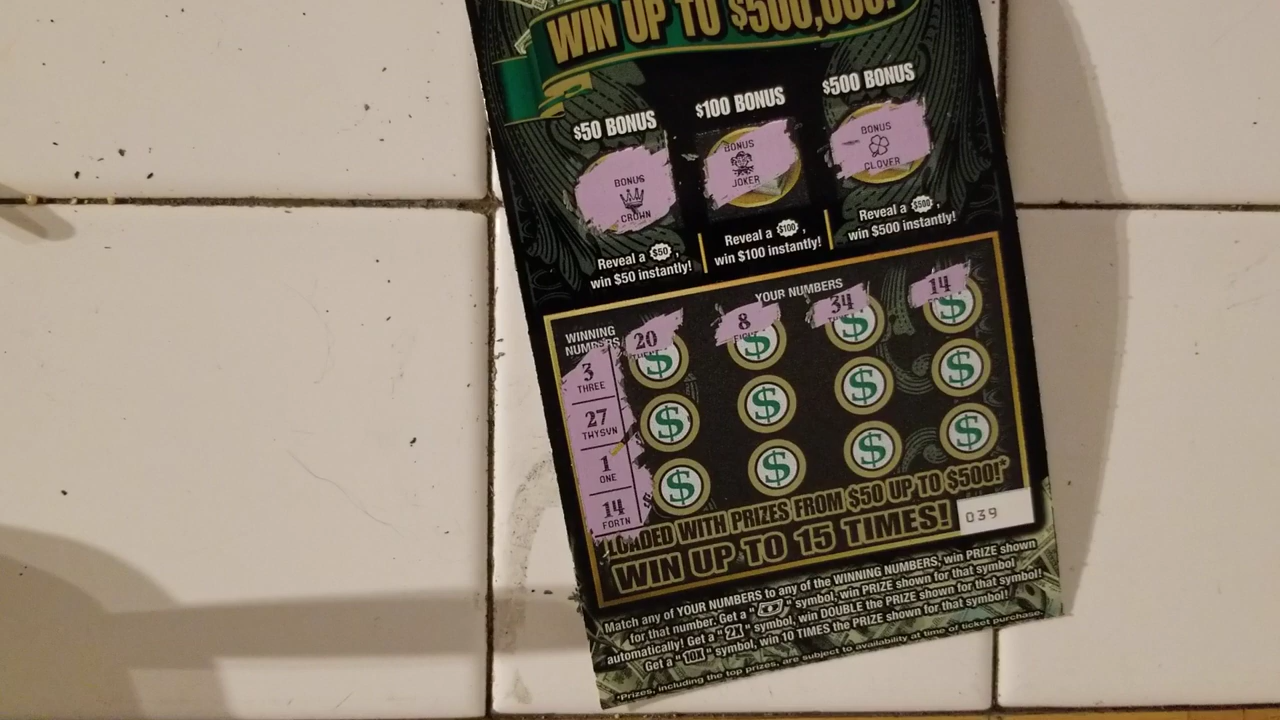 WIN UP TO $500,000!
$50 BONUS
$100 BONUS
$500 BONUS
BONUS
CROWN
BONUS
JOKER
BONUS
CLOVER
Reveal a $50,
win $50 instantly!
Reveal a $100,
win $100 instantly!
Reveal a $500,
win $500 instantly!
WINNING
NUMBERS
YOUR NUMBERS
20
8
34
14
3
THREE
27
TWYSVN
1
ONE
14
FORTN
$ $ $ $
$ $ $ $
$ $ $ $
LOADED WITH PRIZES FROM $50 UP TO $500!*
WIN UP TO 15 TIMES!
039
Match any of YOUR NUMBERS to any of the WINNING NUMBERS, win PRIZE shown
for that number. Get a " " symbol, win PRIZE shown for that symbol
automatically! Get a "2X" symbol, win DOUBLE the PRIZE shown for that symbol!
Get a "10X" symbol, win 10 TIMES the PRIZE shown for that symbol!
*Prizes, including the top prizes, are subject to availability at time of ticket purchase.